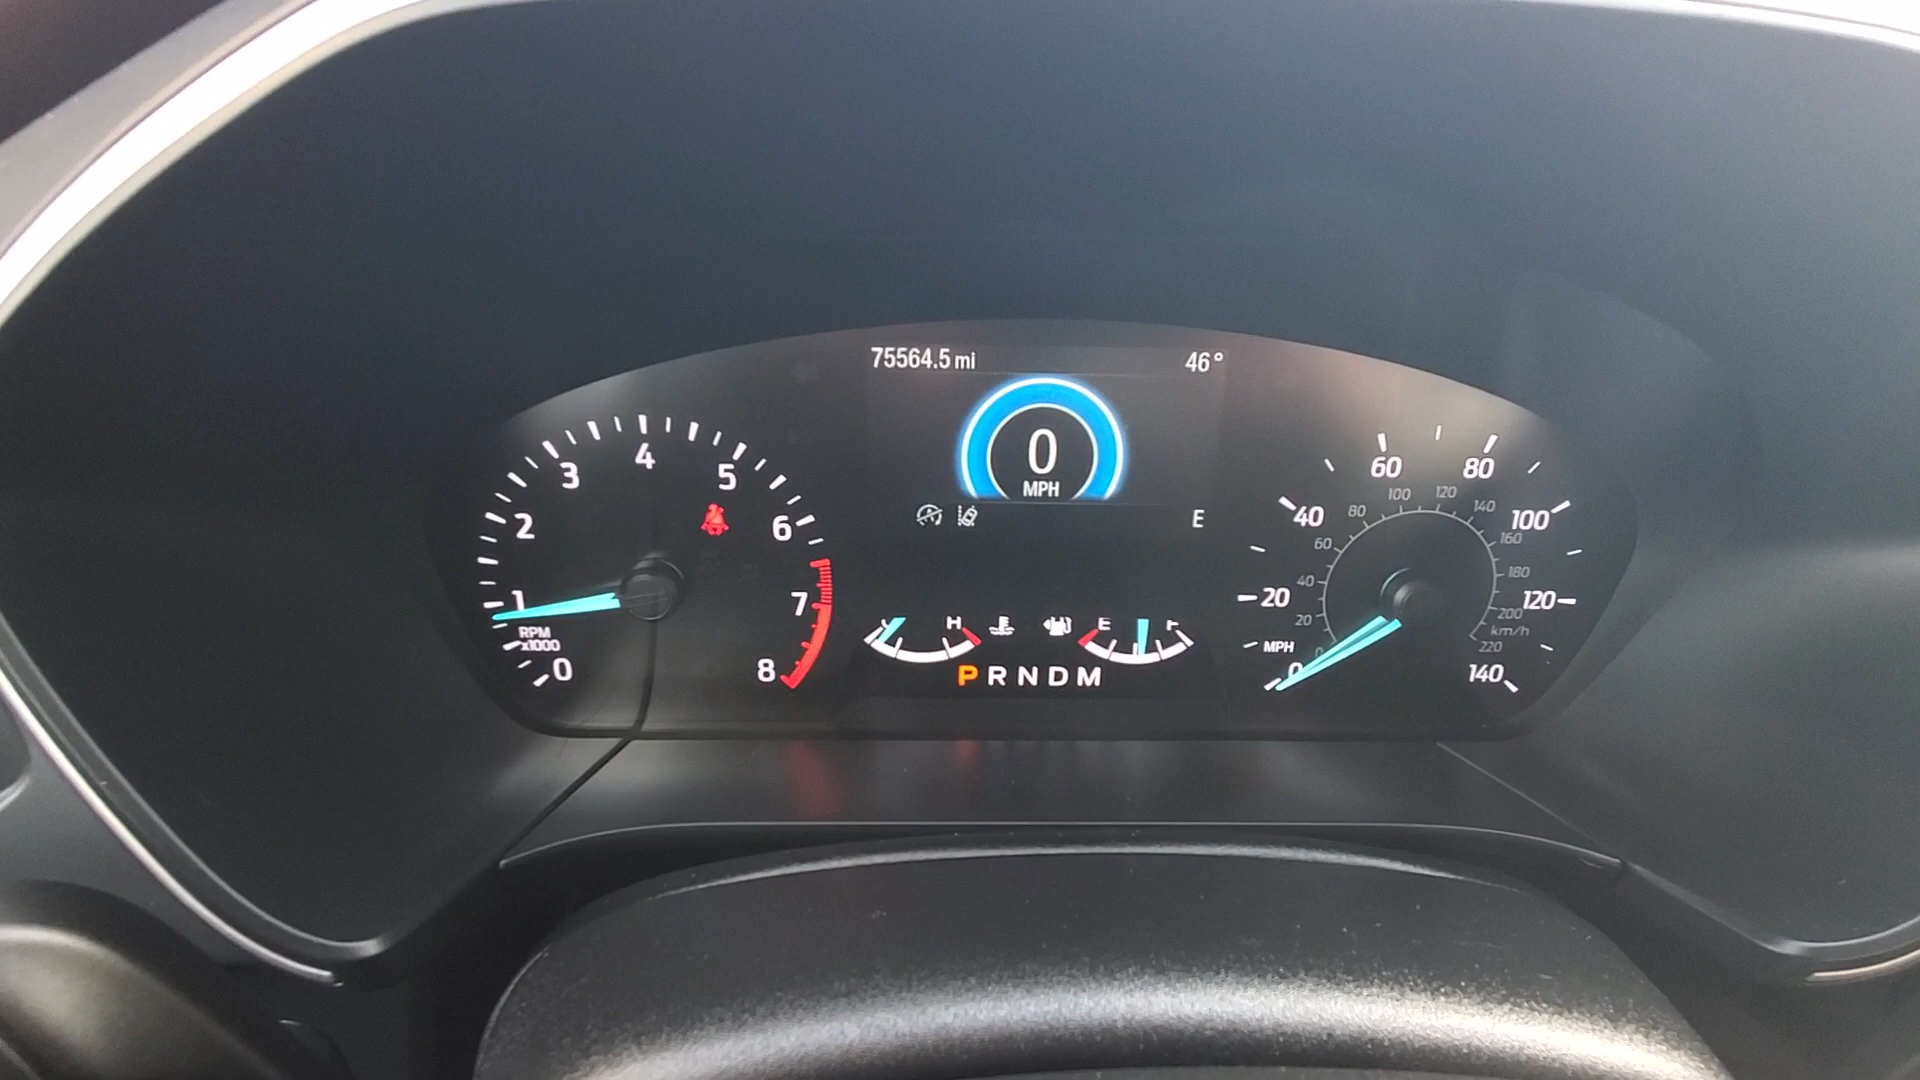 75564.5 mi 46°
0
MPH
E
0 1 2 3 4 5 6 7 8
RPM
x1000
0 20 40 60 80 100 120 140
MPH
0 20 40 60 80 100 120 140 160 180 200 220
km/h
H
E F
P R N D M